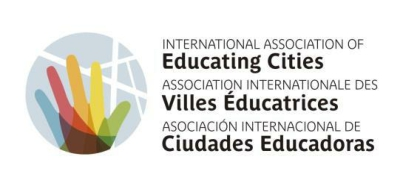 INTERNATIONAL ASSOCIATION OF
Educating Cities
ASSOCIATION INTERNATIONALE DES
Villes Éducatrices
ASOCIACIÓN INTERNACIONAL DE
Ciudades Educadoras